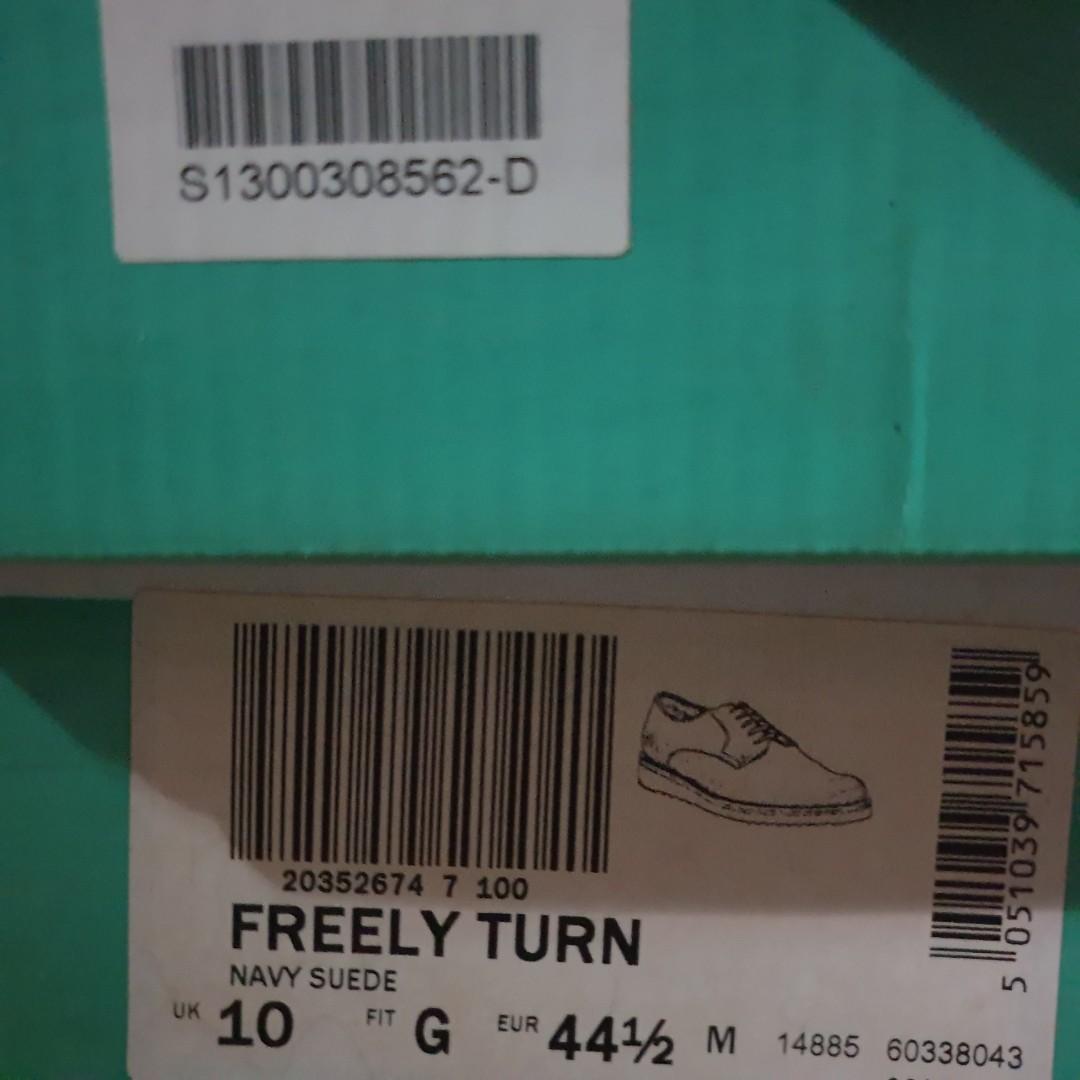 S1300308562-D
20352674 7 100
FREELY TURN
NAVY SUEDE
UK 10 FIT G EUR 44½ M 14885 60338043
5 051039 715859